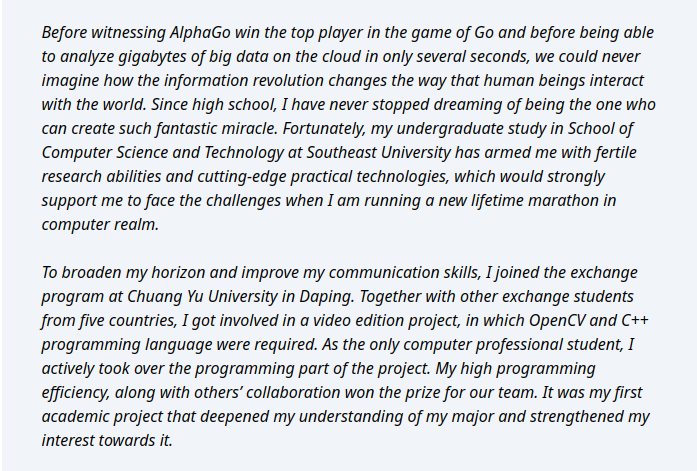 Before witnessing AlphaGo win the top player in the game of Go and before being able
to analyze gigabytes of big data on the cloud in only several seconds, we could never
imagine how the information revolution changes the way that human beings interact
with the world. Since high school, I have never stopped dreaming of being the one who
can create such fantastic miracle. Fortunately, my undergraduate study in School of
Computer Science and Technology at Southeast University has armed me with fertile
research abilities and cutting-edge practical technologies, which would strongly
support me to face the challenges when I am running a new lifetime marathon in
computer realm.
To broaden my horizon and improve my communication skills, I joined the exchange
program at Chuang Yu University in Daping. Together with other exchange students
from five countries, I got involved in a video edition project, in which OpenCV and C++
programming language were required. As the only computer professional student, I
actively took over the programming part of the project. My high programming
efficiency, along with others’ collaboration won the prize for our team. It was my first
academic project that deepened my understanding of my major and strengthened my
interest towards it.